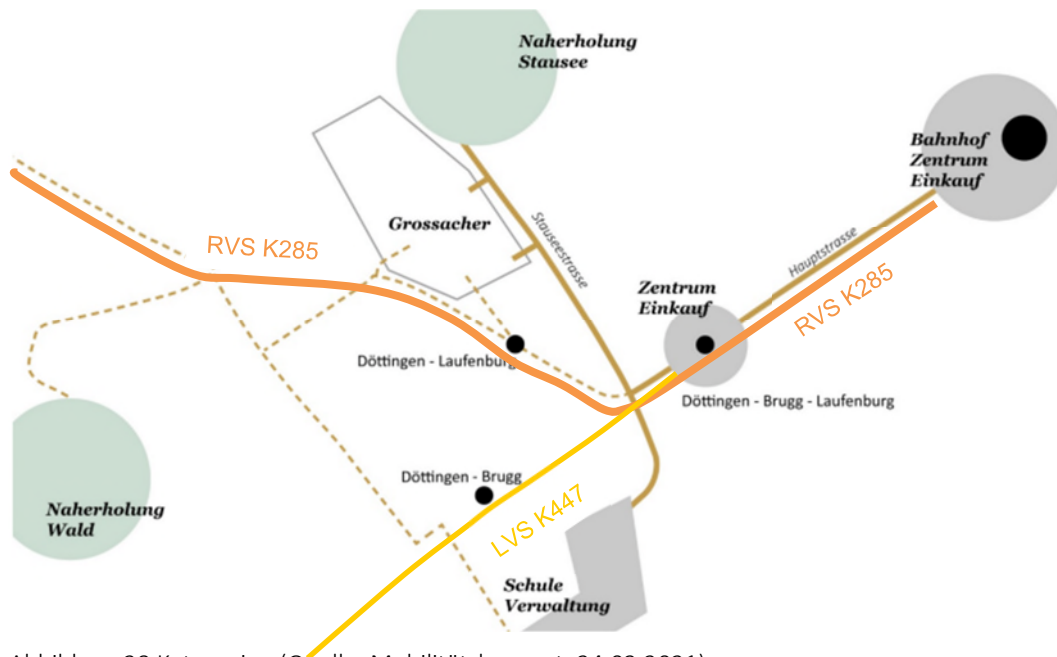 Naherholung
Stausee
Bahnhof
Zentrum
Einkauf
Grossacher
Stauseestrasse
RVS K285
Hauptstrasse
Zentrum
Einkauf
RVS K285
Döttingen - Laufenburg
Döttingen - Brugg - Laufenburg
Döttingen - Brugg
LVS K447
Naherholung
Wald
Schule
Verwaltung